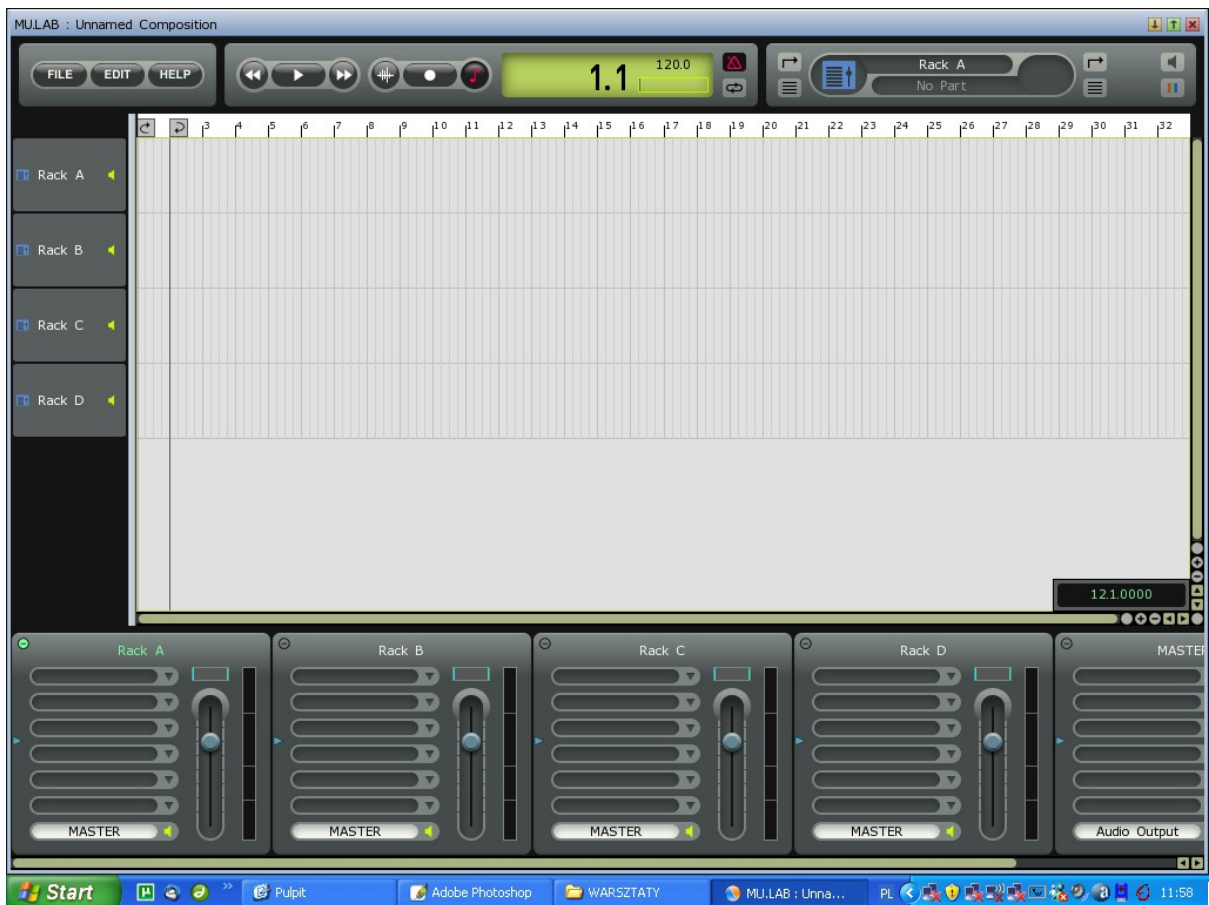 MU.LAB : Unnamed Composition
FILE EDIT HELP
1.1 120.0
Rack A
No Part
3 4 5 6 7 8 9 10 11 12 13 14 15 16 17 18 19 20 21 22 23 24 25 26 27 28 29 30 31 32
Rack A
Rack B
Rack C
Rack D
12.1.0000
Rack A Rack B Rack C Rack D MASTER
MASTER MASTER MASTER MASTER Audio Output
Start Pulpit Adobe Photoshop WARSZTATY MU.LAB : Unna... PL 11:58